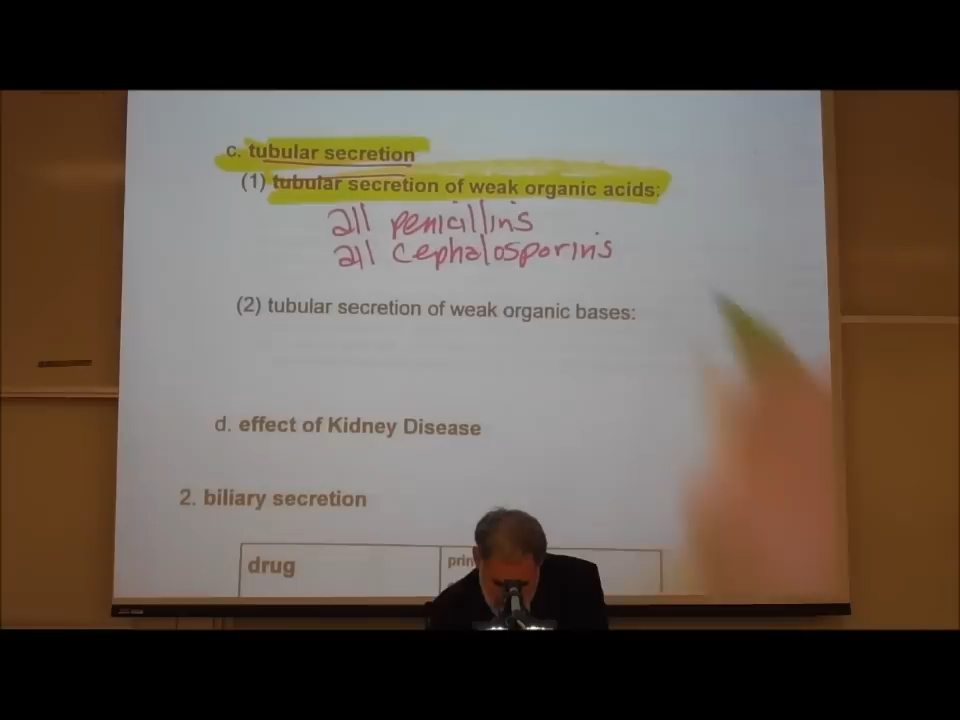 c. tubular secretion
(1) tubular secretion of weak organic acids:
all penicillins
all cephalosporins
(2) tubular secretion of weak organic bases:
d. effect of Kidney Disease
2. biliary secretion
drug